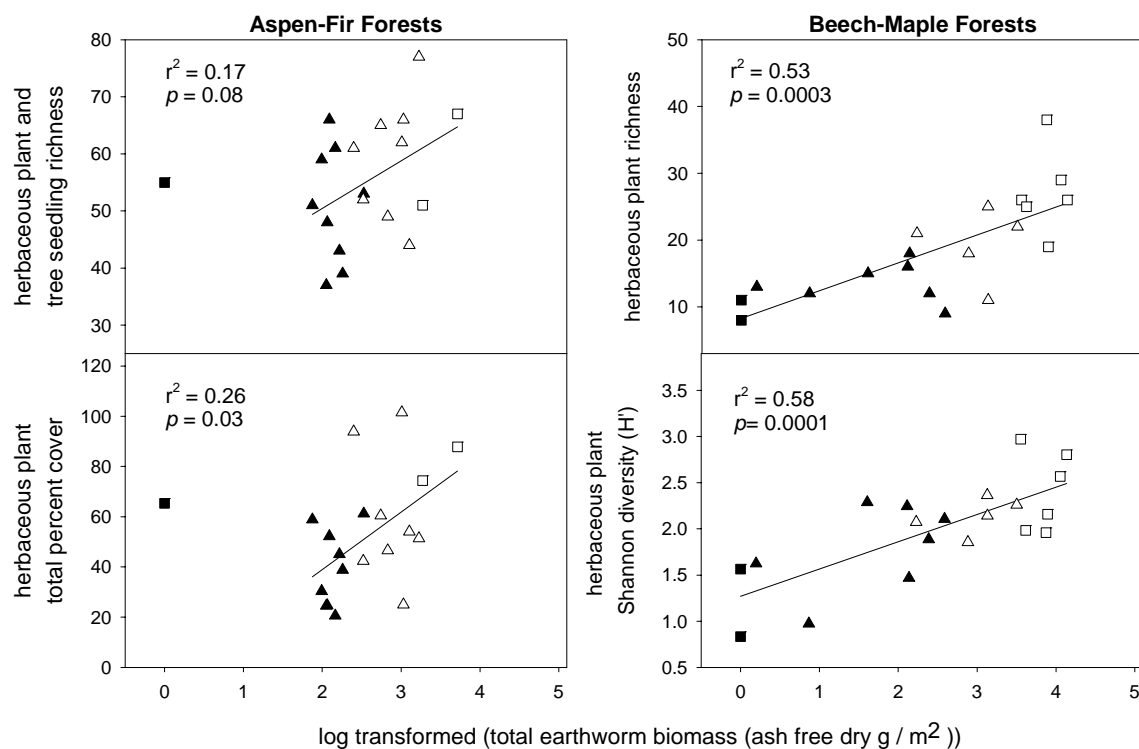 Aspen-Fir Forests
herbaceous plant and
tree seedling richness
80
70
60
50
40
30
r² = 0.17
p = 0.08
herbaceous plant
total percent cover
120
100
80
60
40
20
0
r² = 0.26
p = 0.03
0 1 2 3 4 5
Beech-Maple Forests
herbaceous plant richness
50
40
30
20
10
r² = 0.53
p = 0.0003
herbaceous plant
Shannon diversity (H')
3.5
3.0
2.5
2.0
1.5
1.0
0.5
r² = 0.58
p= 0.0001
0 1 2 3 4 5
log transformed (total earthworm biomass (ash free dry g / m² ))